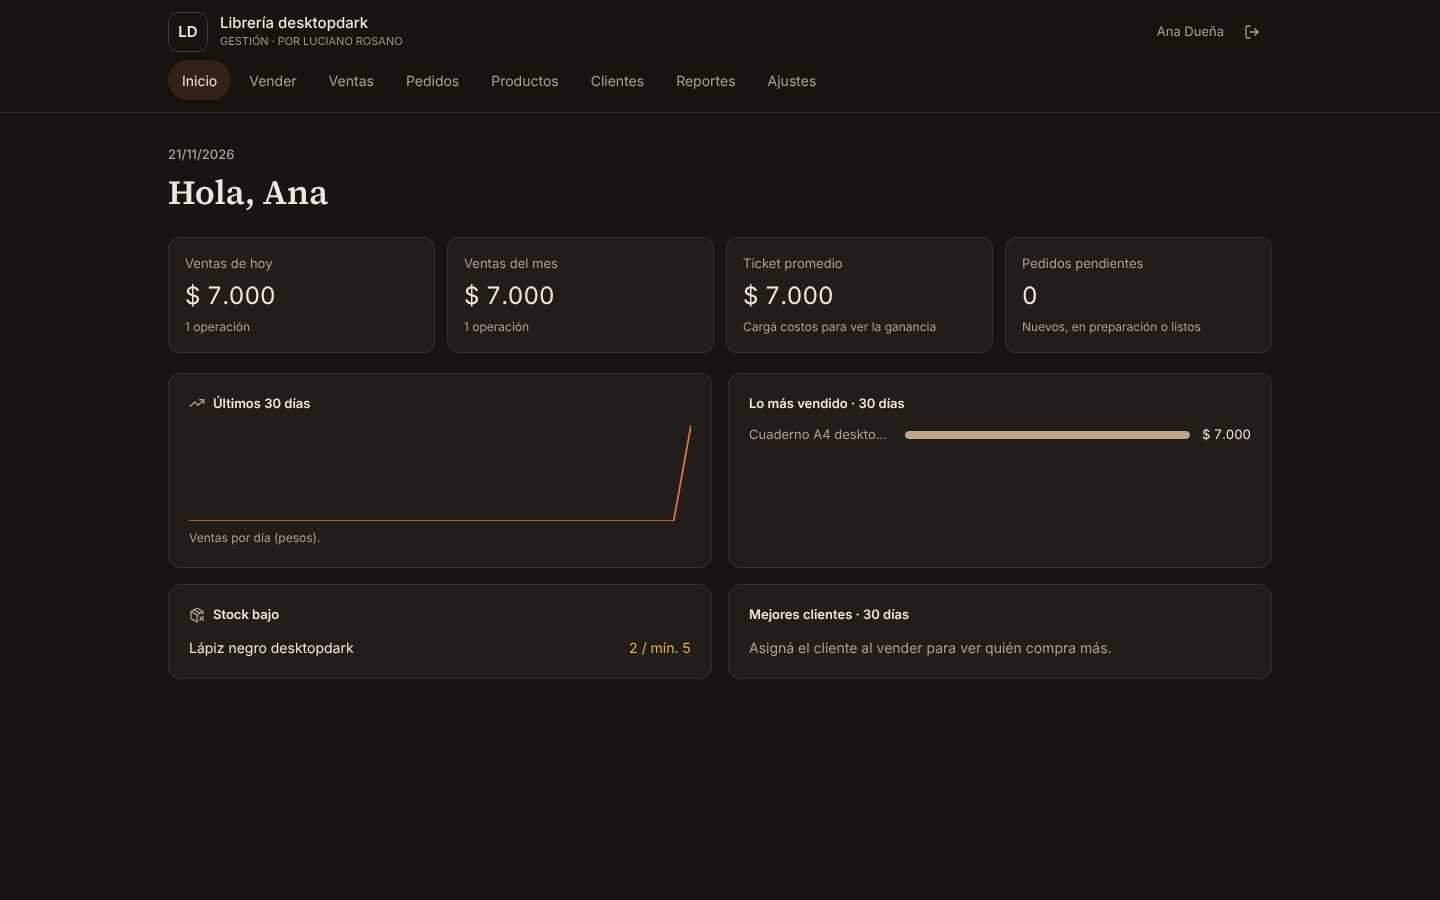 LD
Librería desktopdark
GESTIÓN · POR LUCIANO ROSANO
Ana Dueña
Inicio
Vender
Ventas
Pedidos
Productos
Clientes
Reportes
Ajustes
21/11/2026
Hola, Ana
Ventas de hoy
$ 7.000
1 operación
Ventas del mes
$ 7.000
1 operación
Ticket promedio
$ 7.000
Cargá costos para ver la ganancia
Pedidos pendientes
0
Nuevos, en preparación o listos
Últimos 30 días
Ventas por día (pesos).
Lo más vendido · 30 días
Cuaderno A4 deskto...
$ 7.000
Stock bajo
Lápiz negro desktopdark
2 / mín. 5
Mejores clientes · 30 días
Asigná el cliente al vender para ver quién compra más.